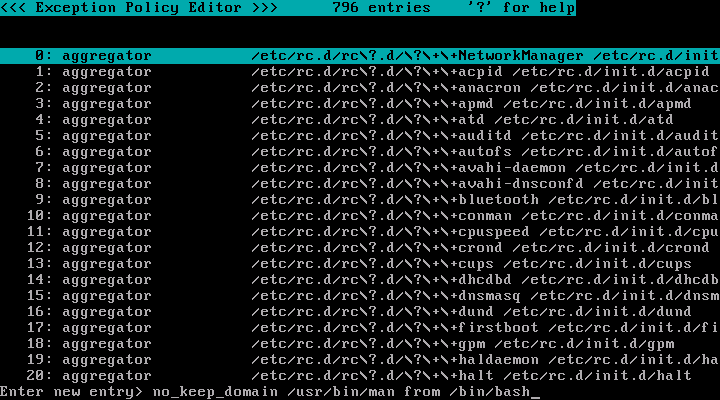 <<< Exception Policy Editor >>> 796 entries '?' for help
0: aggregator /etc/rc.d/rc\?.d/\?\+\+NetworkManager /etc/rc.d/init
1: aggregator /etc/rc.d/rc\?.d/\?\+\+acpid /etc/rc.d/init.d/acpid
2: aggregator /etc/rc.d/rc\?.d/\?\+\+anacron /etc/rc.d/init.d/anac
3: aggregator /etc/rc.d/rc\?.d/\?\+\+apmd /etc/rc.d/init.d/apmd
4: aggregator /etc/rc.d/rc\?.d/\?\+\+atd /etc/rc.d/init.d/atd
5: aggregator /etc/rc.d/rc\?.d/\?\+\+auditd /etc/rc.d/init.d/audit
6: aggregator /etc/rc.d/rc\?.d/\?\+\+autofs /etc/rc.d/init.d/autof
7: aggregator /etc/rc.d/rc\?.d/\?\+\+avahi-daemon /etc/rc.d/init.d
8: aggregator /etc/rc.d/rc\?.d/\?\+\+avahi-dnsconfd /etc/rc.d/init
9: aggregator /etc/rc.d/rc\?.d/\?\+\+bluetooth /etc/rc.d/init.d/bl
10: aggregator /etc/rc.d/rc\?.d/\?\+\+conman /etc/rc.d/init.d/conma
11: aggregator /etc/rc.d/rc\?.d/\?\+\+cpuspeed /etc/rc.d/init.d/cpu
12: aggregator /etc/rc.d/rc\?.d/\?\+\+crond /etc/rc.d/init.d/crond
13: aggregator /etc/rc.d/rc\?.d/\?\+\+cups /etc/rc.d/init.d/cups
14: aggregator /etc/rc.d/rc\?.d/\?\+\+dhcdbd /etc/rc.d/init.d/dhcdb
15: aggregator /etc/rc.d/rc\?.d/\?\+\+dnsmasq /etc/rc.d/init.d/dnsm
16: aggregator /etc/rc.d/rc\?.d/\?\+\+dund /etc/rc.d/init.d/dund
17: aggregator /etc/rc.d/rc\?.d/\?\+\+firstboot /etc/rc.d/init.d/fi
18: aggregator /etc/rc.d/rc\?.d/\?\+\+gpm /etc/rc.d/init.d/gpm
19: aggregator /etc/rc.d/rc\?.d/\?\+\+haldaemon /etc/rc.d/init.d/ha
20: aggregator /etc/rc.d/rc\?.d/\?\+\+halt /etc/rc.d/init.d/halt
Enter new entry> no_keep_domain /usr/bin/man from /bin/bash_